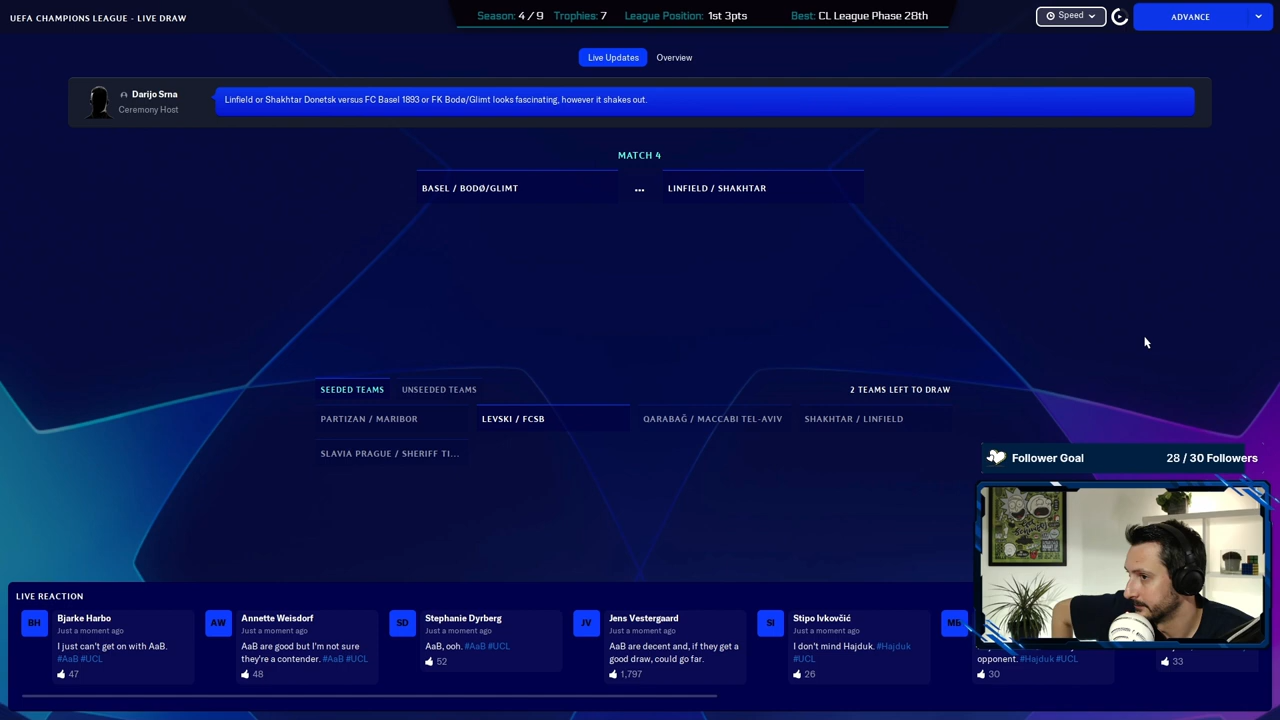 UEFA CHAMPIONS LEAGUE - LIVE DRAW
Season: 4 / 9 Trophies: 7 League Position: 1st 3pts Best: CL League Phase 28th
Speed
ADVANCE
Live Updates Overview
Darijo Srna
Ceremony Host
Linfield or Shakhtar Donetsk versus FC Basel 1893 or FK Bodø/Glimt looks fascinating, however it shakes out.
MATCH 4
BASEL / BODØ/GLIMT ... LINFIELD / SHAKHTAR
SEEDED TEAMS UNSEEDED TEAMS 2 TEAMS LEFT TO DRAW
PARTIZAN / MARIBOR LEVSKI / FCSB QARABAĞ / MACCABI TEL-AVIV SHAKHTAR / LINFIELD
SLAVIA PRAGUE / SHERIFF TI...
Follower Goal 28 / 30 Followers
LIVE REACTION
BH Bjarke Harbo
Just a moment ago
I just can't get on with AaB.
#AaB #UCL
47
AW Annette Weisdorf
Just a moment ago
AaB are good but I'm not sure
they're a contender. #AaB #UCL
48
SD Stephanie Dyrberg
Just a moment ago
AaB, ooh. #AaB #UCL
52
JV Jens Vestergaard
Just a moment ago
AaB are decent and, if they get a
good draw, could go far.
1,797
SI Stipo Ivkovčić
Just a moment ago
I don't mind Hajduk. #Hajduk
#UCL
26
opponent. #Hajduk #UCL
30
33